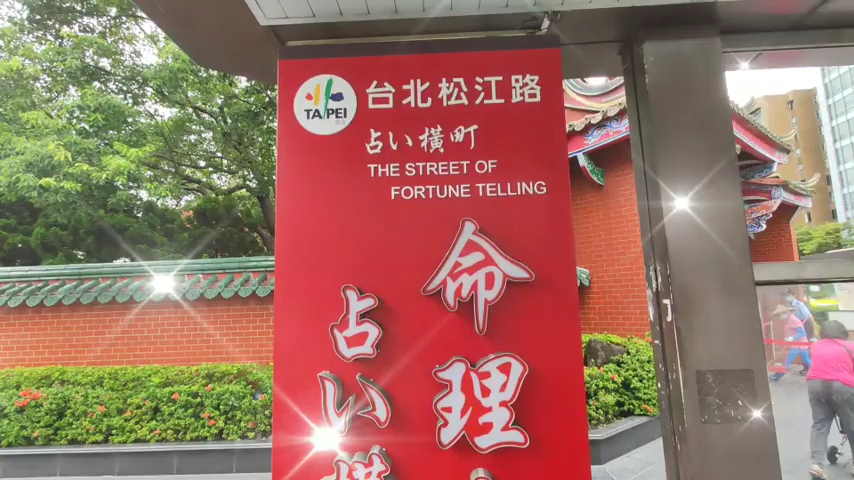 TAIPEI
台北松江路
占い横町
THE STREET OF
FORTUNE TELLING
命理
占い横